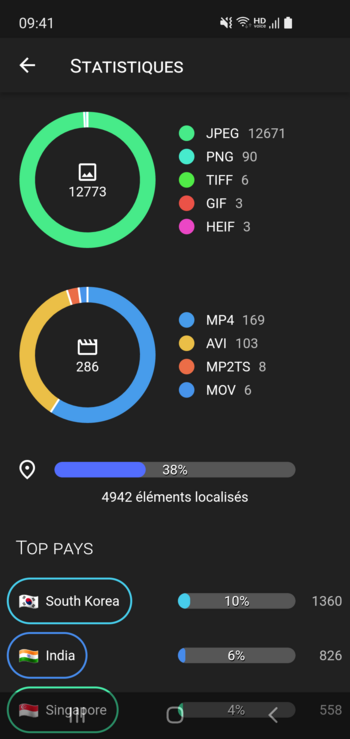 09:41
HD
VOICE
STATISTIQUES
12773
JPEG 12671
PNG 90
TIFF 6
GIF 3
HEIF 3
286
MP4 169
AVI 103
MP2TS 8
MOV 6
38%
4942 éléments localisés
TOP PAYS
South Korea 10% 1360
India 6% 826
Singapore 4% 558